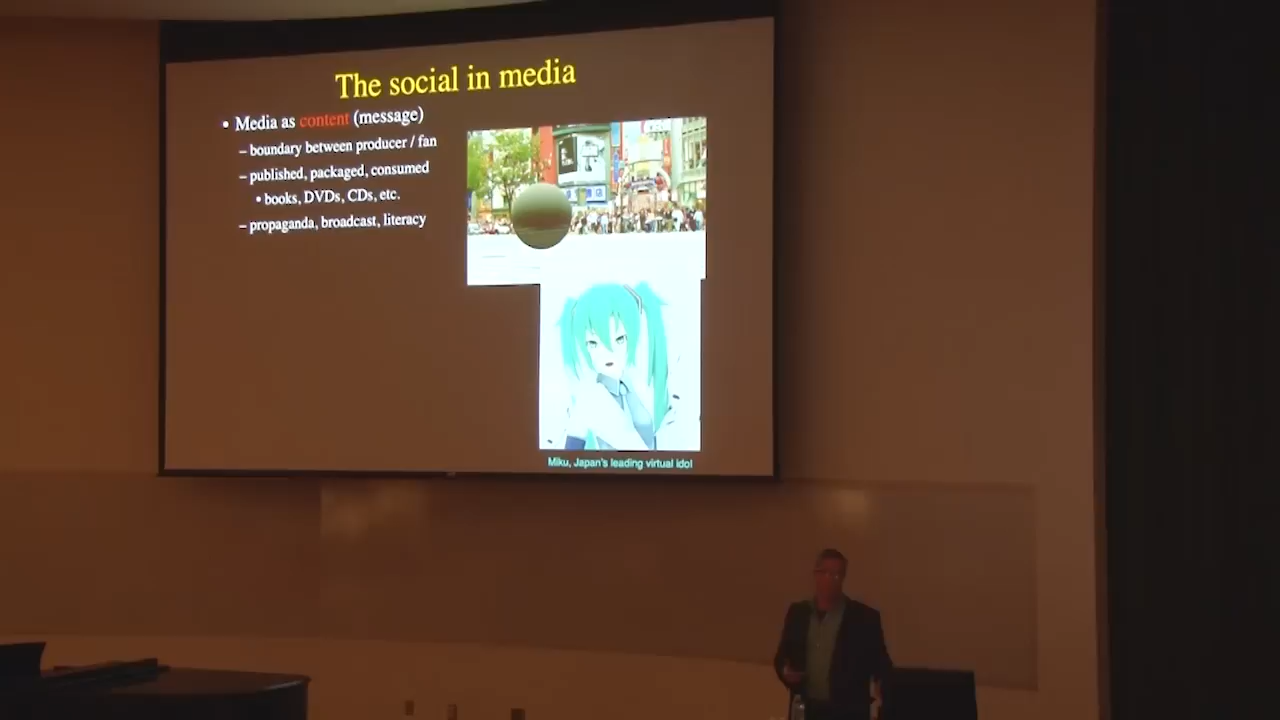 The social in media
• Media as content (message)
– boundary between producer / fan
– published, packaged, consumed
• books, DVDs, CDs, etc.
– propaganda, broadcast, literacy
Miku, Japan's leading virtual idol